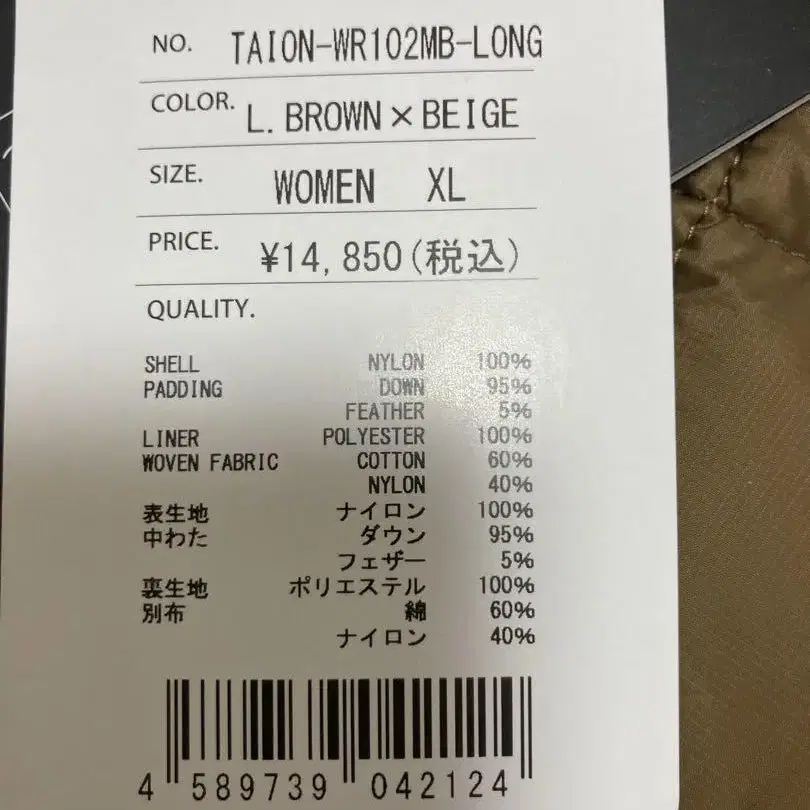 NO. TAION-WR102MB-LONG
COLOR. L.BROWN×BEIGE
SIZE. WOMEN XL
PRICE. ¥14,850(税込)
QUALITY.
SHELL NYLON 100%
PADDING DOWN 95%
FEATHER 5%
LINER POLYESTER 100%
WOVEN FABRIC COTTON 60%
NYLON 40%
表生地 ナイロン 100%
中わた ダウン 95%
フェザー 5%
裏生地 ポリエステル 100%
別布 綿 60%
ナイロン 40%
4 589739 042124